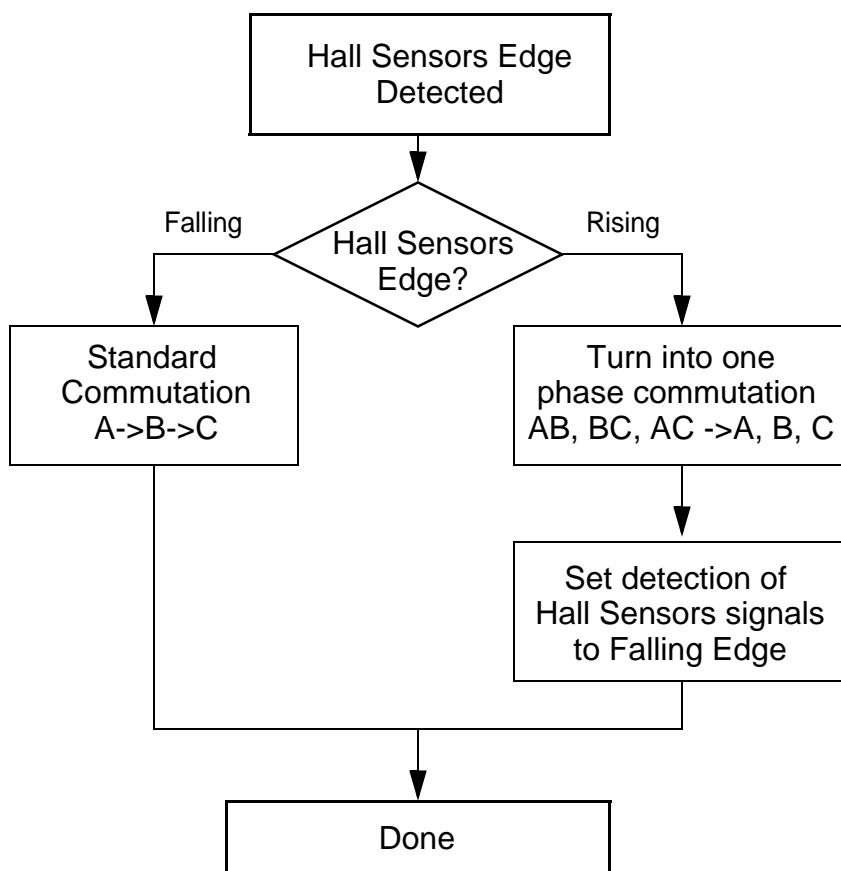 Hall Sensors Edge
Detected
Falling
Hall Sensors
Edge?
Rising
Standard
Commutation
A->B->C
Turn into one
phase commutation
AB, BC, AC ->A, B, C
Set detection of
Hall Sensors signals
to Falling Edge
Done